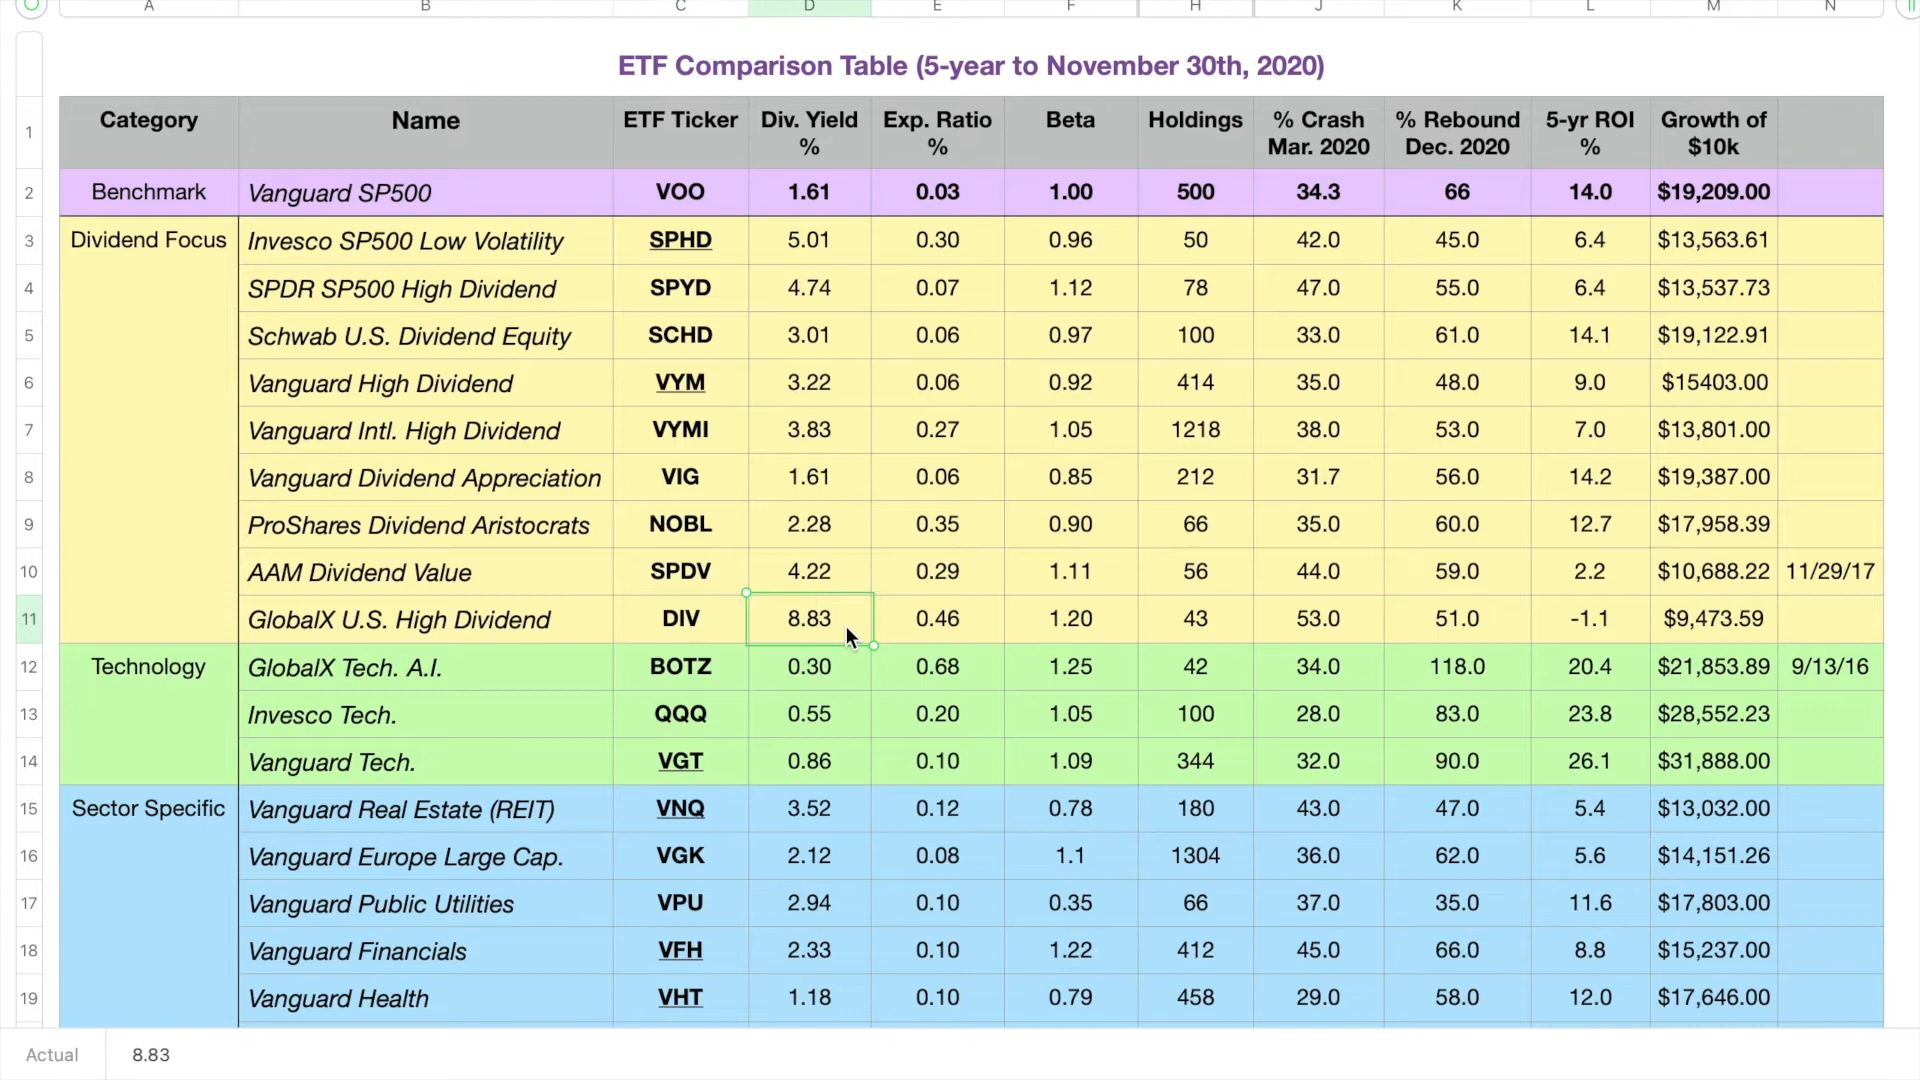 A B C D E F H J K L M N
ETF Comparison Table (5-year to November 30th, 2020)
Category Name ETF Ticker Div. Yield % Exp. Ratio % Beta Holdings % Crash Mar. 2020 % Rebound Dec. 2020 5-yr ROI % Growth of $10k
1
2 Benchmark Vanguard SP500 VOO 1.61 0.03 1.00 500 34.3 66 14.0 $19,209.00
3 Dividend Focus Invesco SP500 Low Volatility SPHD 5.01 0.30 0.96 50 42.0 45.0 6.4 $13,563.61
4 SPDR SP500 High Dividend SPYD 4.74 0.07 1.12 78 47.0 55.0 6.4 $13,537.73
5 Schwab U.S. Dividend Equity SCHD 3.01 0.06 0.97 100 33.0 61.0 14.1 $19,122.91
6 Vanguard High Dividend VYM 3.22 0.06 0.92 414 35.0 48.0 9.0 $15403.00
7 Vanguard Intl. High Dividend VYMI 3.83 0.27 1.05 1218 38.0 53.0 7.0 $13,801.00
8 Vanguard Dividend Appreciation VIG 1.61 0.06 0.85 212 31.7 56.0 14.2 $19,387.00
9 ProShares Dividend Aristocrats NOBL 2.28 0.35 0.90 66 35.0 60.0 12.7 $17,958.39
10 AAM Dividend Value SPDV 4.22 0.29 1.11 56 44.0 59.0 2.2 $10,688.22 11/29/17
11 GlobalX U.S. High Dividend DIV 8.83 0.46 1.20 43 53.0 51.0 -1.1 $9,473.59
12 Technology GlobalX Tech. A.I. BOTZ 0.30 0.68 1.25 42 34.0 118.0 20.4 $21,853.89 9/13/16
13 Invesco Tech. QQQ 0.55 0.20 1.05 100 28.0 83.0 23.8 $28,552.23
14 Vanguard Tech. VGT 0.86 0.10 1.09 344 32.0 90.0 26.1 $31,888.00
15 Sector Specific Vanguard Real Estate (REIT) VNQ 3.52 0.12 0.78 180 43.0 47.0 5.4 $13,032.00
16 Vanguard Europe Large Cap. VGK 2.12 0.08 1.1 1304 36.0 62.0 5.6 $14,151.26
17 Vanguard Public Utilities VPU 2.94 0.10 0.35 66 37.0 35.0 11.6 $17,803.00
18 Vanguard Financials VFH 2.33 0.10 1.22 412 45.0 66.0 8.8 $15,237.00
19 Vanguard Health VHT 1.18 0.10 0.79 458 29.0 58.0 12.0 $17,646.00
Actual 8.83